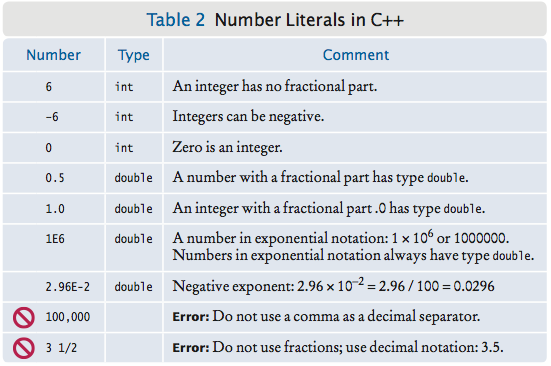 Table 2 Number Literals in C++
Number Type Comment
6 int An integer has no fractional part.
–6 int Integers can be negative.
0 int Zero is an integer.
0.5 double A number with a fractional part has type double.
1.0 double An integer with a fractional part .0 has type double.
1E6 double A number in exponential notation: 1 × 10⁶ or 1000000.
Numbers in exponential notation always have type double.
2.96E-2 double Negative exponent: 2.96 × 10⁻² = 2.96 / 100 = 0.0296
100,000 Error: Do not use a comma as a decimal separator.
3 1/2 Error: Do not use fractions; use decimal notation: 3.5.